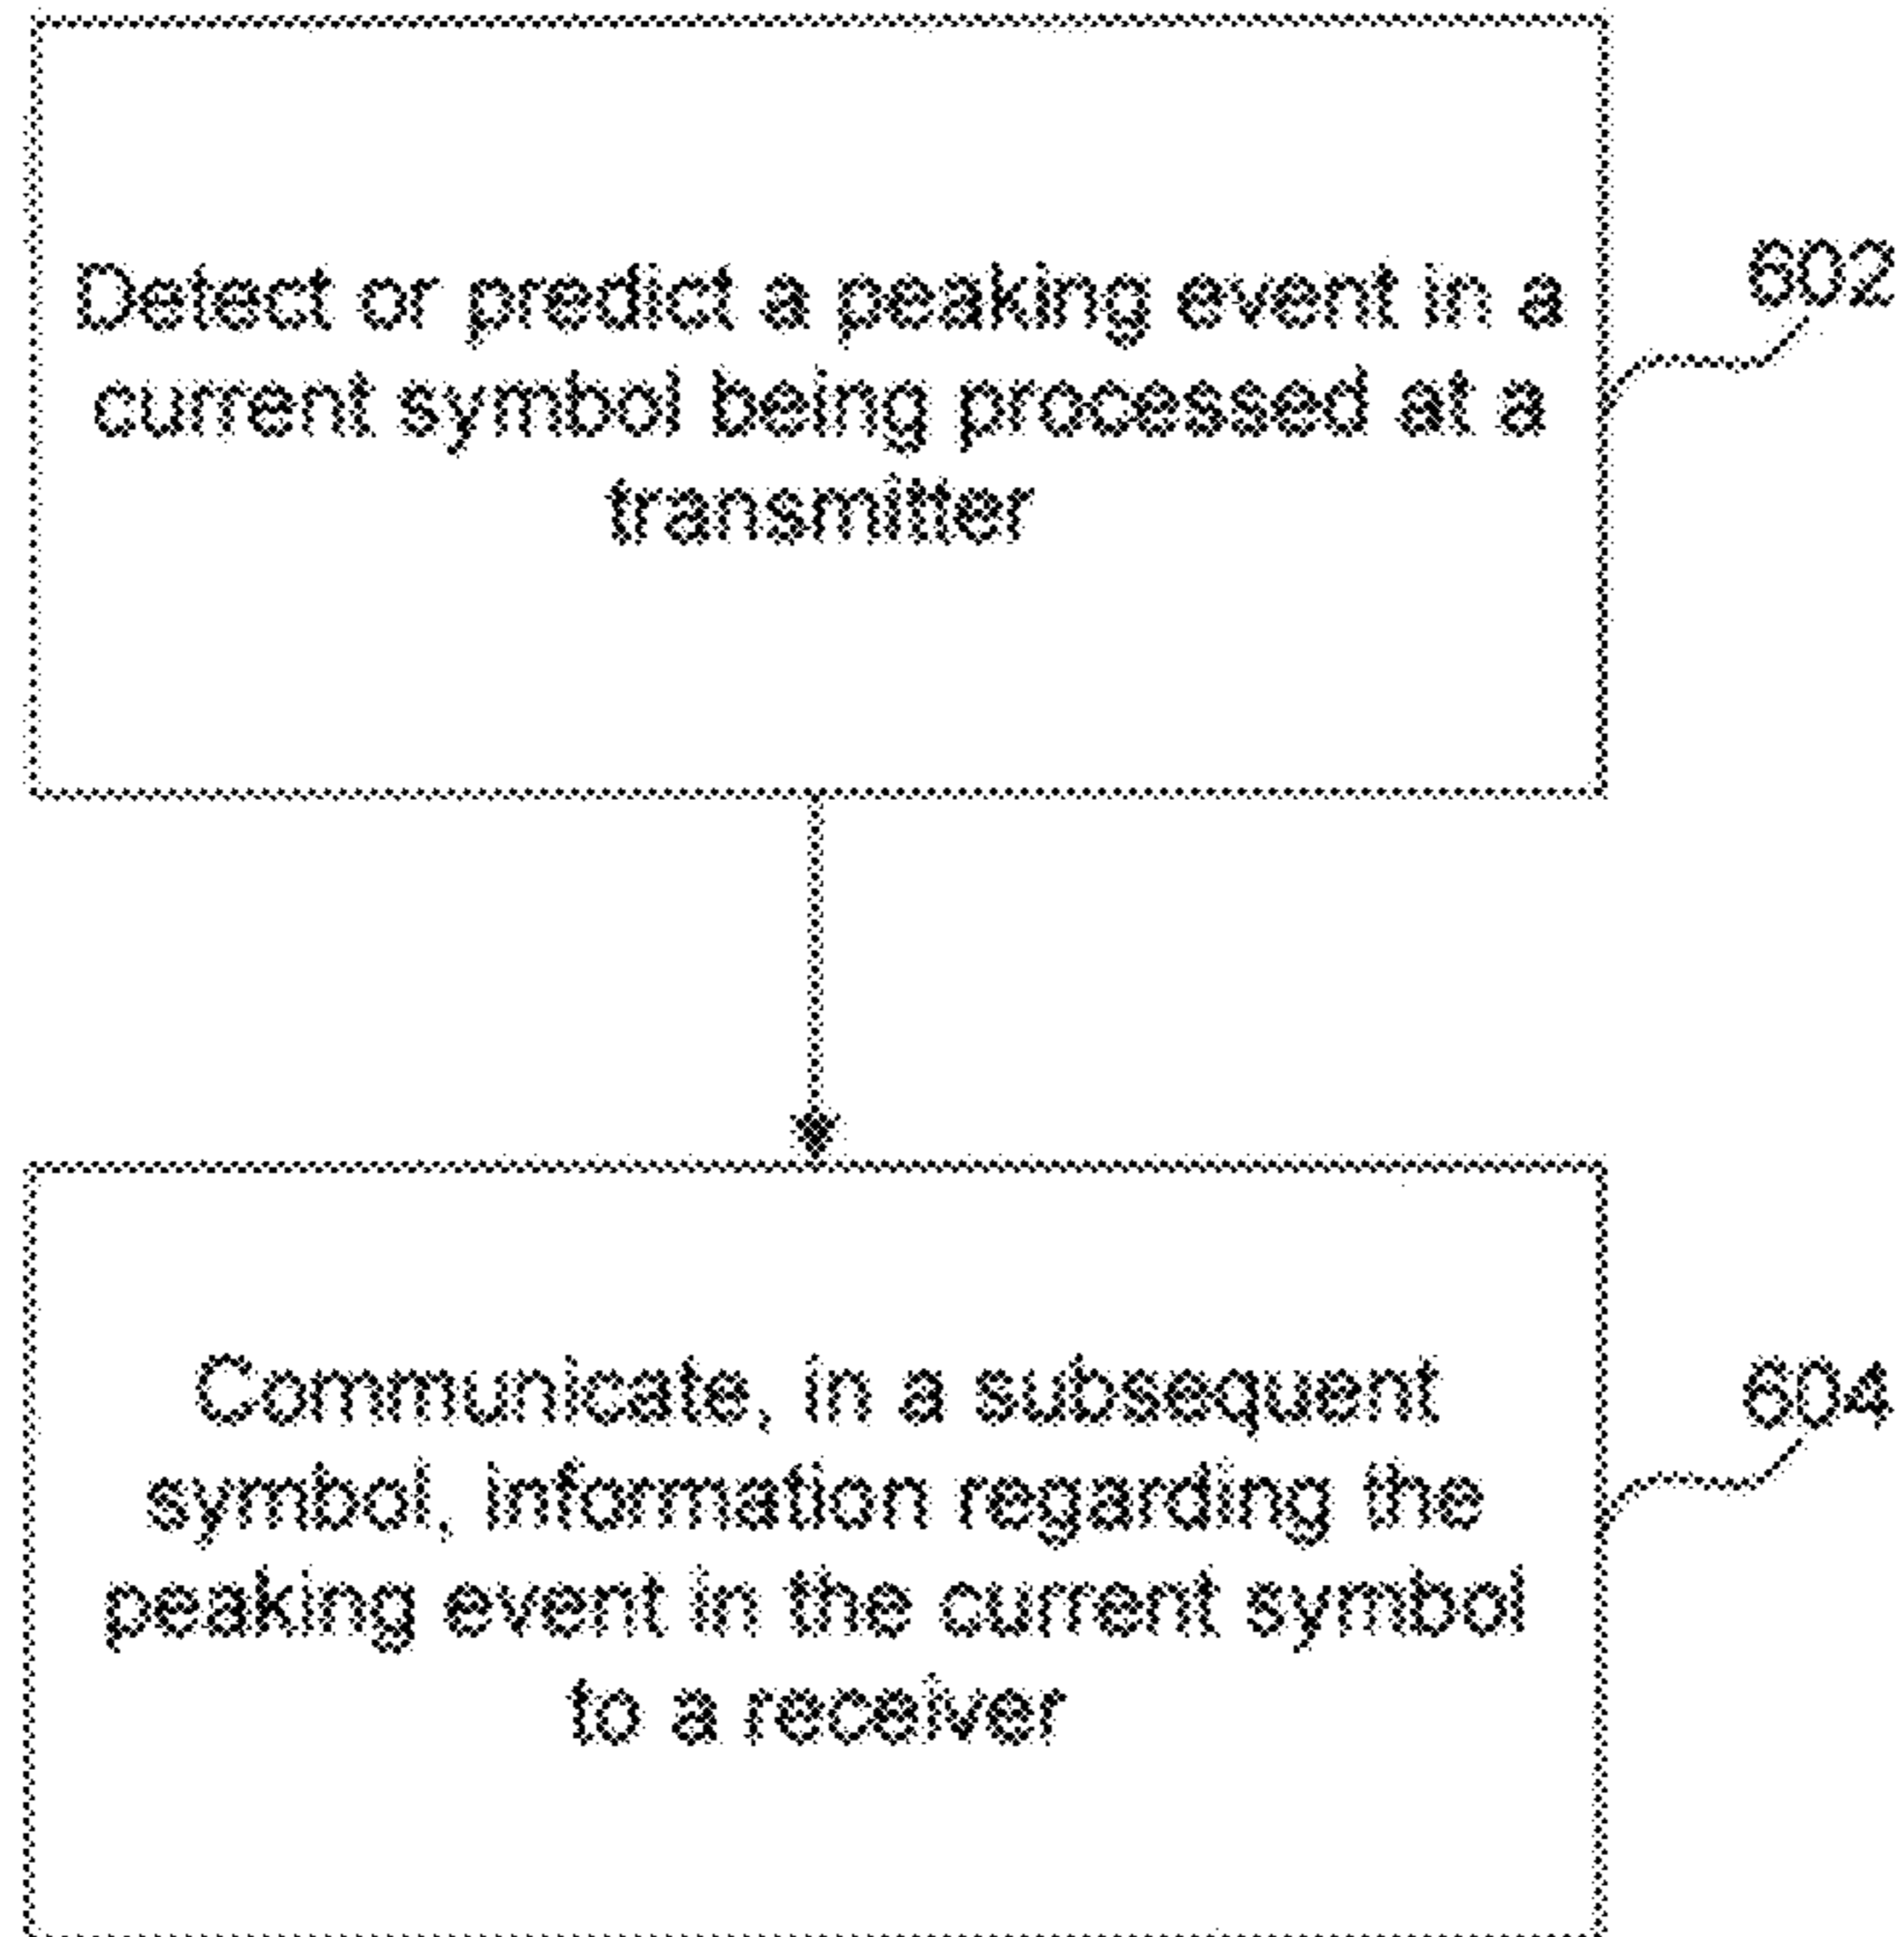 Detect or predict a peaking event in a
current symbol being processed at a
transmitter
602
Communicate, in a subsequent
symbol, information regarding the
peaking event in the current symbol
to a receiver
604